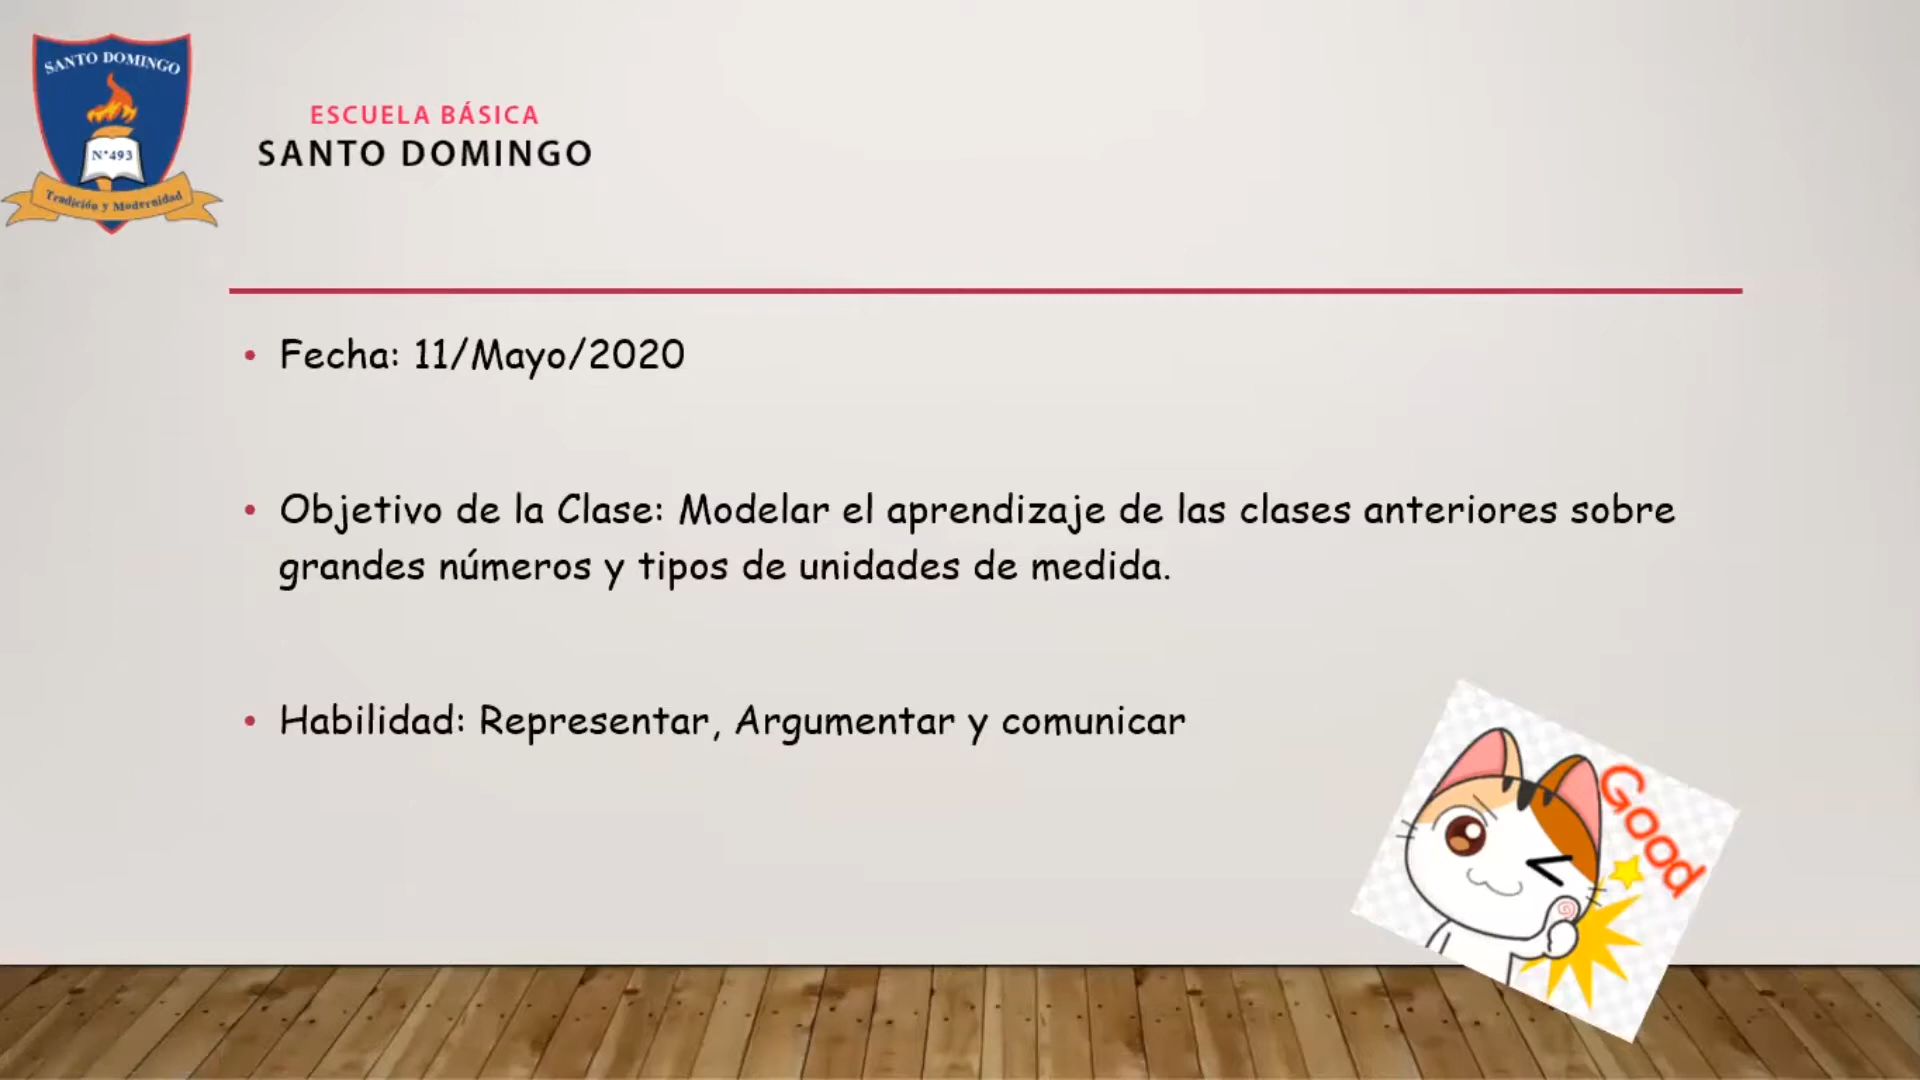 SANTO DOMINGO
N°493
Tradición y Modernidad
ESCUELA BÁSICA
SANTO DOMINGO
• Fecha: 11/Mayo/2020
• Objetivo de la Clase: Modelar el aprendizaje de las clases anteriores sobre
grandes números y tipos de unidades de medida.
• Habilidad: Representar, Argumentar y comunicar
Good